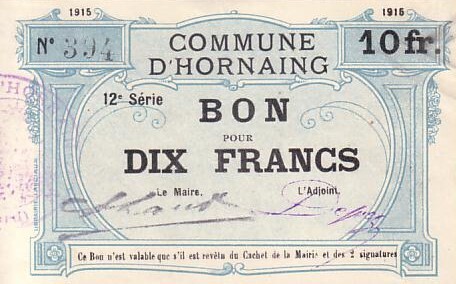 1915 1915
N° 394
COMMUNE
10 fr.
D'HORNAING
12e Série
BON
POUR
DIX FRANCS
Le Maire. L'Adjoint,
Ce Bon n'est valable que s'il est revêtu du Cachet de la Mairie et des 2 signatures